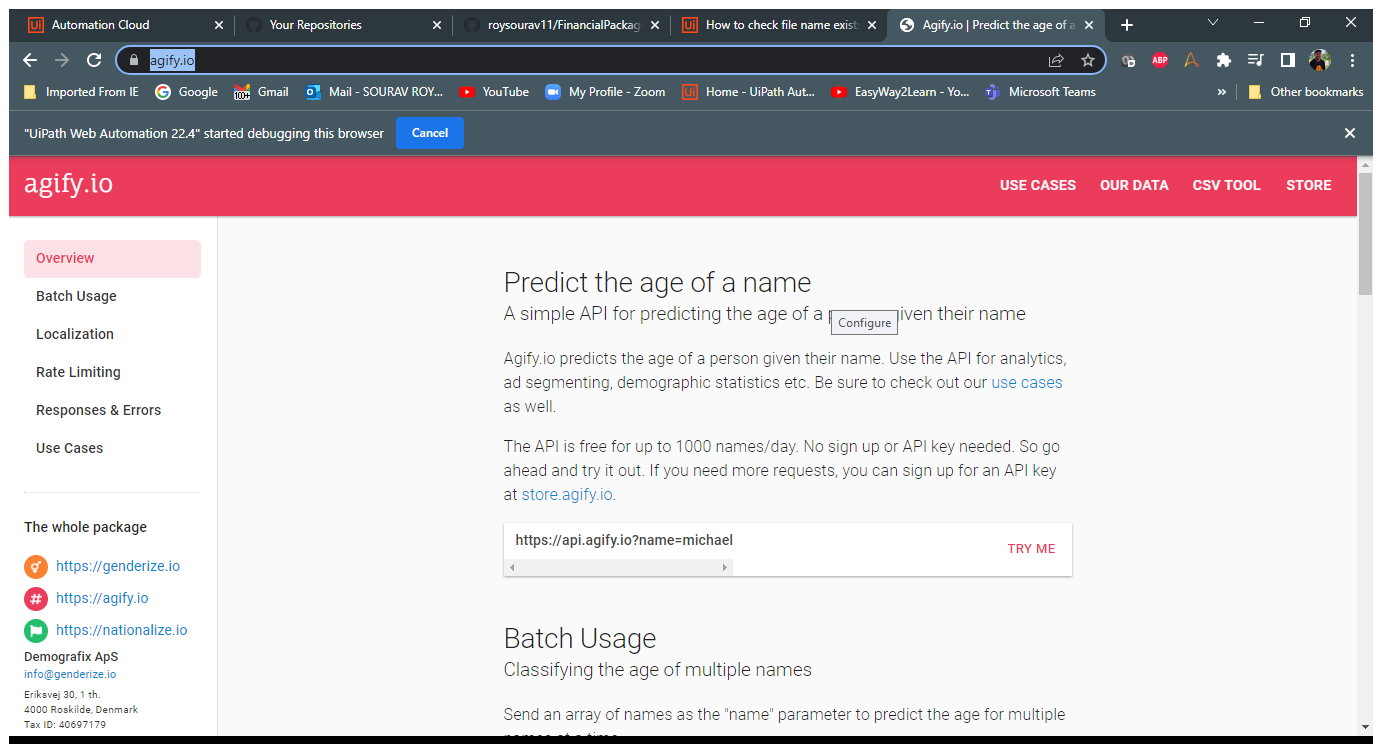 Automation Cloud
Your Repositories
roysourav11/FinancialPackag
How to check file name exist
Agify.io | Predict the age of a
agify.io
ABP
Imported From IE
Google
100+
Gmail
Mail - SOURAV ROY...
YouTube
My Profile - Zoom
Ui
Home - UiPath Aut...
EasyWay2Learn - Yo...
Microsoft Teams
»
Other bookmarks
"UiPath Web Automation 22.4" started debugging this browser
Cancel
agify.io
USE CASES
OUR DATA
CSV TOOL
STORE
Overview
Batch Usage
Localization
Rate Limiting
Responses & Errors
Use Cases
The whole package
https://genderize.io
https://agify.io
https://nationalize.io
Demografix ApS
info@genderize.io
Eriksvej 30, 1 th.
4000 Roskilde, Denmark
Tax ID: 40697179
Predict the age of a name
A simple API for predicting the age of a iven their name
Configure
Agify.io predicts the age of a person given their name. Use the API for analytics,
ad segmenting, demographic statistics etc. Be sure to check out our use cases
as well.
The API is free for up to 1000 names/day. No sign up or API key needed. So go
ahead and try it out. If you need more requests, you can sign up for an API key
at store.agify.io.
https://api.agify.io?name=michael
TRY ME
Batch Usage
Classifying the age of multiple names
Send an array of names as the "name" parameter to predict the age for multiple
names at a time